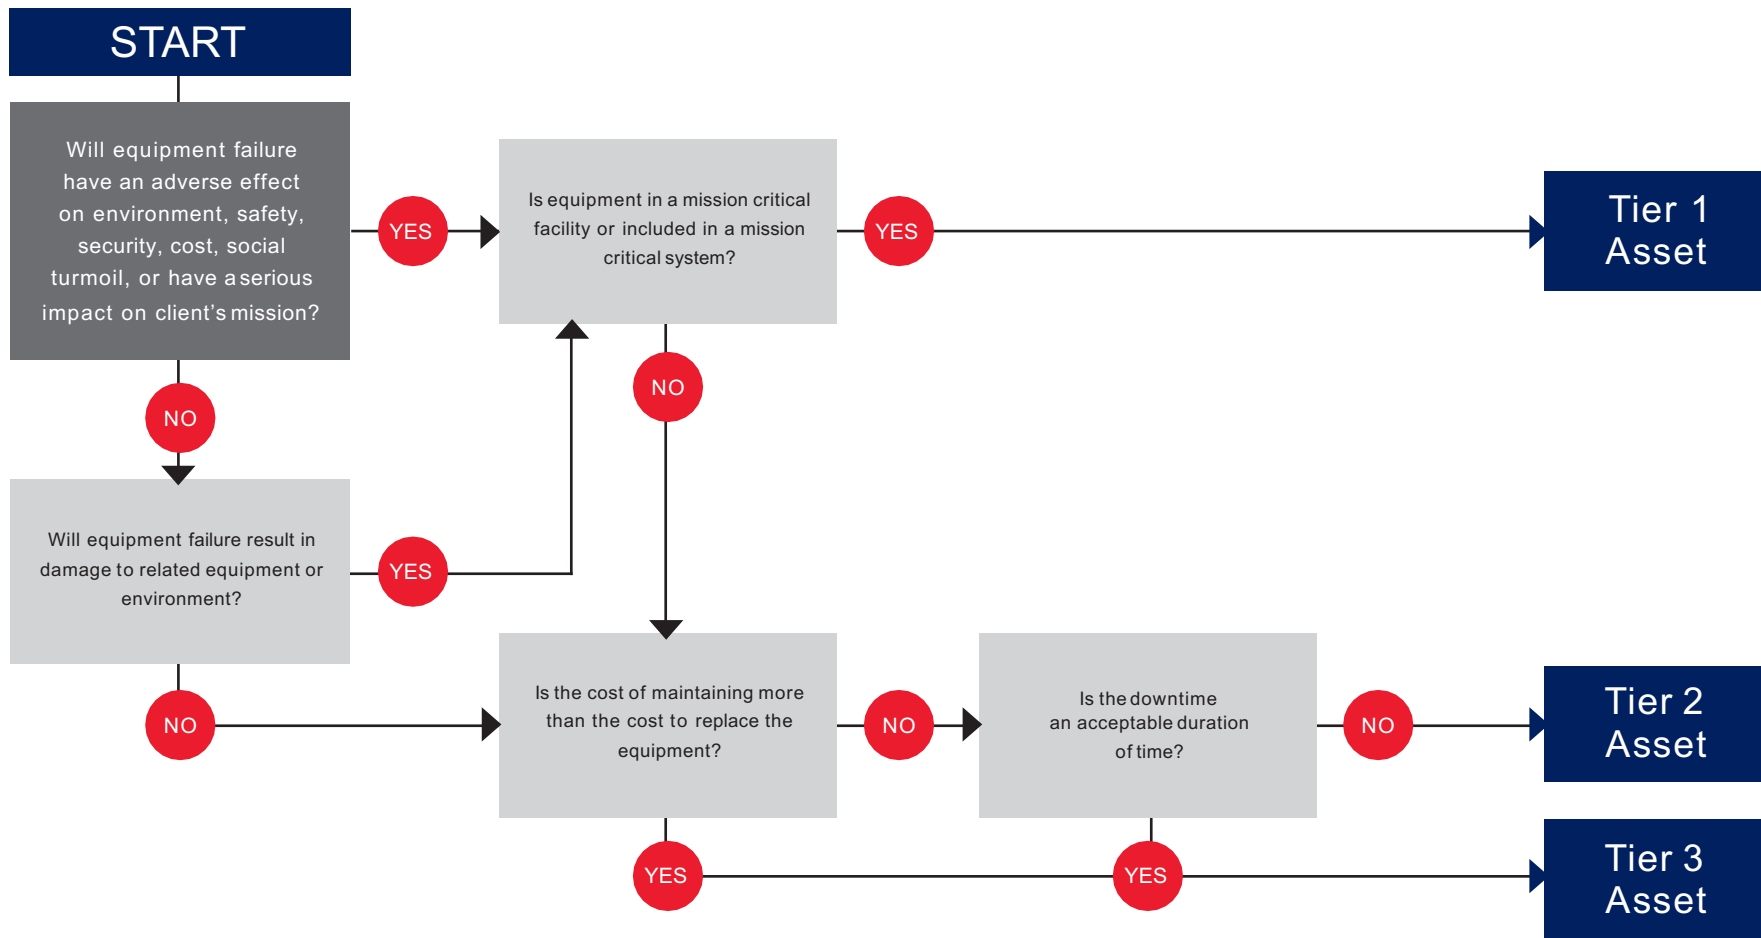 START
Will equipment failure
have an adverse effect
on environment, safety,
security, cost, social
turmoil, or have a serious
impact on client's mission?
YES
Is equipment in a mission critical
facility or included in a mission
critical system?
YES
Tier 1
Asset
NO
NO
Will equipment failure result in
damage to related equipment or
environment?
YES
NO
Is the cost of maintaining more
than the cost to replace the
equipment?
NO
Is the downtime
an acceptable duration
of time?
NO
Tier 2
Asset
YES
YES
Tier 3
Asset